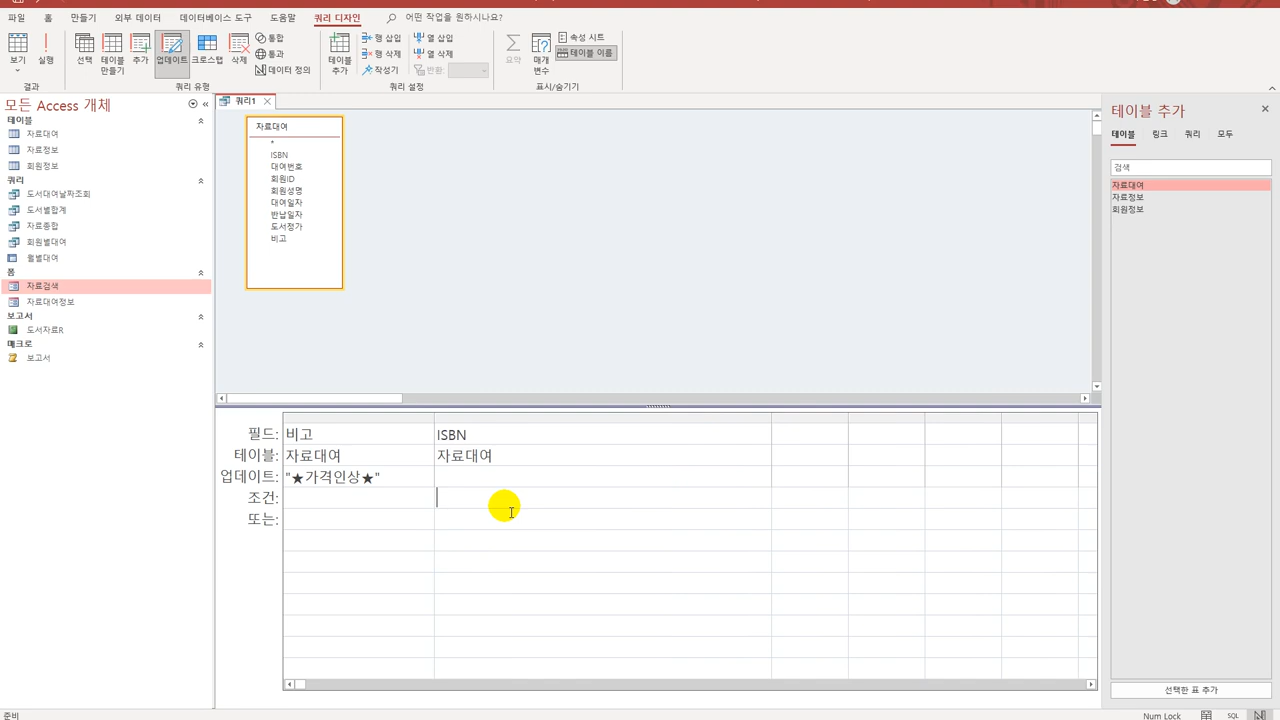 파일 홈 만들기 외부 데이터 데이터베이스 도구 도움말 쿼리 디자인 어떤 작업을 원하시나요?
보기
실행
결과
선택
테이블 만들기
추가
업데이트
크로스탭
삭제
통합
통과
데이터 정의
쿼리 유형
테이블 추가
행 삽입
행 삭제
작성기
열 삽입
열 삭제
반환:
쿼리 설정
요약
매개 변수
속성 시트
테이블 이름
표시/숨기기
모든 Access 개체
테이블
자료대여
자료정보
회원정보
쿼리
도서대여날짜조회
도서별합계
자료종합
회원별대여
월별대여
폼
자료검색
자료대여정보
보고서
도서자료R
매크로
보고서
쿼리1
자료대여
*
ISBN
대여번호
회원ID
회원성명
대여일자
반납일자
도서정가
비고
필드: 비고 ISBN
테이블: 자료대여 자료대여
업데이트: "★가격인상★"
조건:
또는:
테이블 추가
테이블 링크 쿼리 모두
검색
자료대여
자료정보
회원정보
선택한 표 추가
준비
Num Lock
SQL